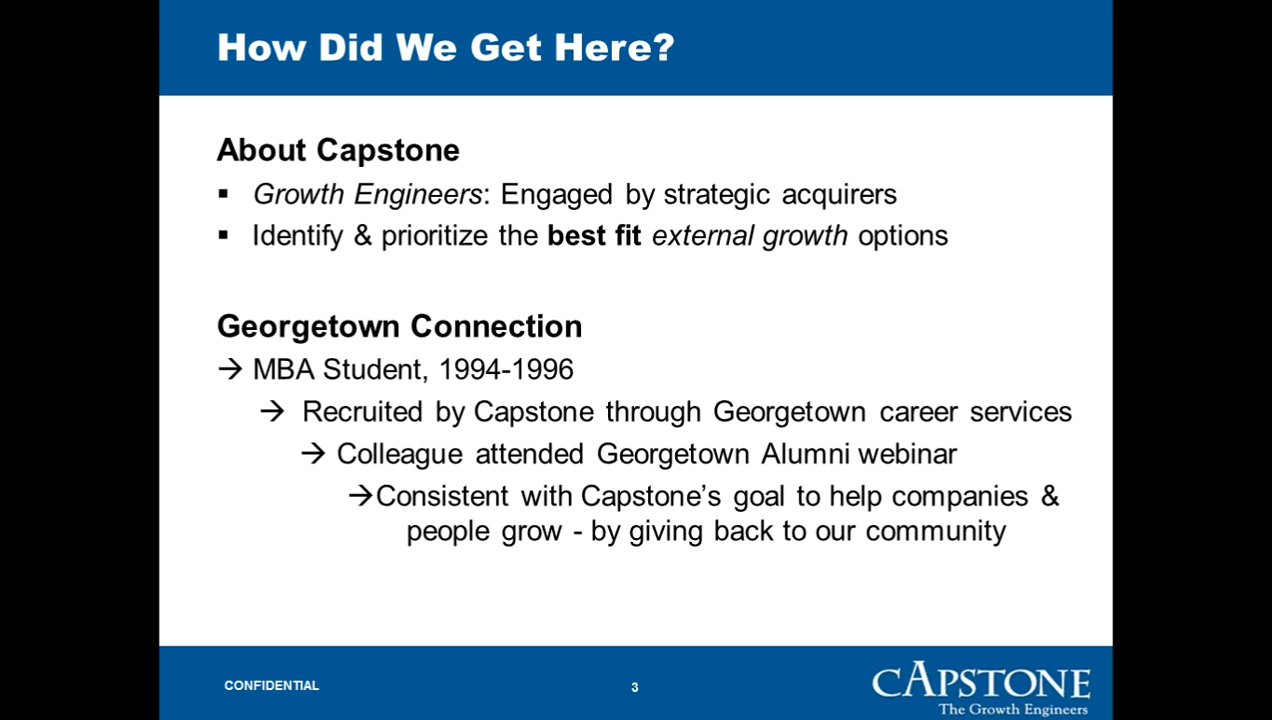 How Did We Get Here?
About Capstone
▪ Growth Engineers: Engaged by strategic acquirers
▪ Identify & prioritize the best fit external growth options
Georgetown Connection
→ MBA Student, 1994-1996
→ Recruited by Capstone through Georgetown career services
→ Colleague attended Georgetown Alumni webinar
→Consistent with Capstone’s goal to help companies &
people grow - by giving back to our community
CONFIDENTIAL
3
CAPSTONE
The Growth Engineers